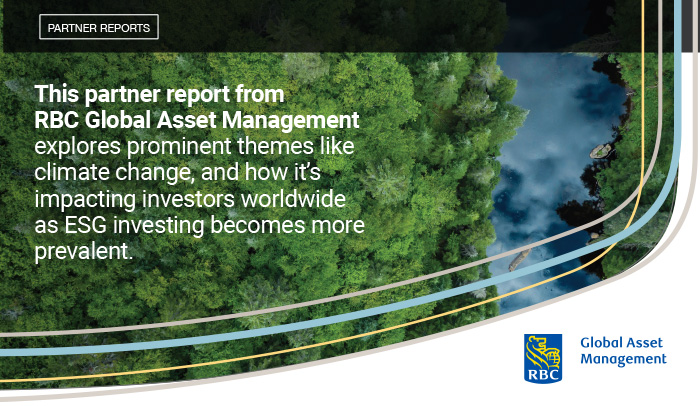 PARTNER REPORTS
This partner report from
RBC Global Asset Management
explores prominent themes like
climate change, and how it's
impacting investors worldwide
as ESG investing becomes more
prevalent.
RBC
Global Asset
Management